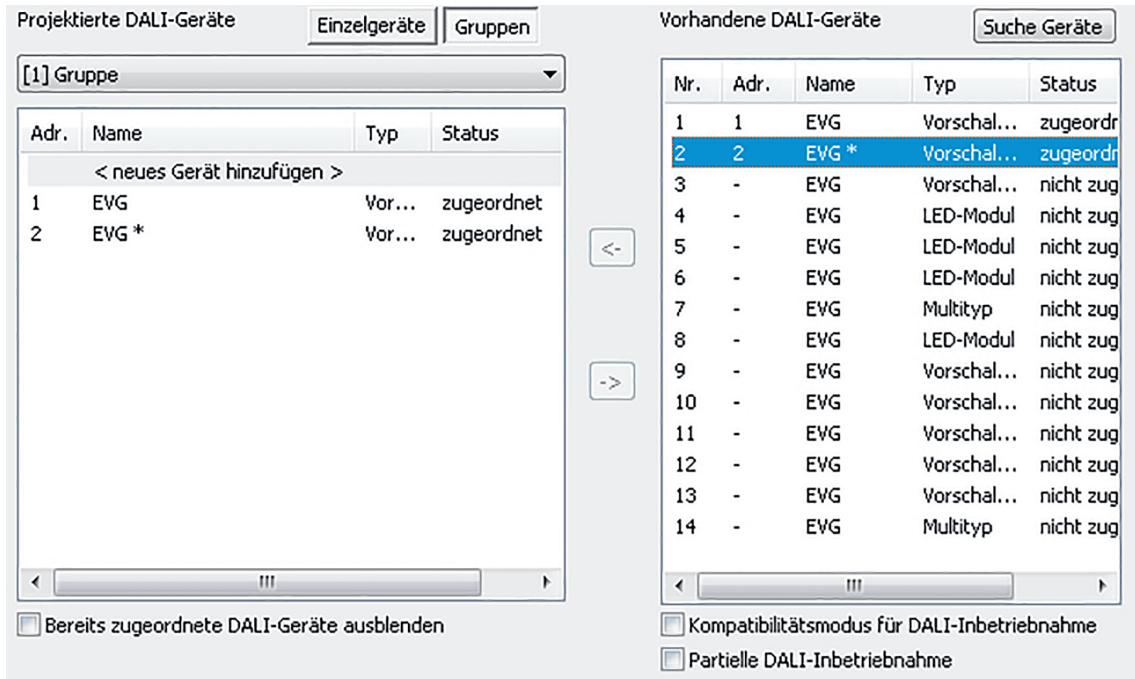 Projektierte DALI-Geräte
Einzelgeräte
Gruppen
[1] Gruppe
Adr. Name Typ Status
< neues Gerät hinzufügen >
1 EVG Vor... zugeordnet
2 EVG * Vor... zugeordnet
Bereits zugeordnete DALI-Geräte ausblenden
<-
->
Vorhandene DALI-Geräte
Suche Geräte
Nr. Adr. Name Typ Status
1 1 EVG Vorschal... zugeordr
2 2 EVG * Vorschal... zugeordr
3 - EVG Vorschal... nicht zug
4 - EVG LED-Modul nicht zug
5 - EVG LED-Modul nicht zug
6 - EVG LED-Modul nicht zug
7 - EVG Multityp nicht zug
8 - EVG LED-Modul nicht zug
9 - EVG Vorschal... nicht zug
10 - EVG Vorschal... nicht zug
11 - EVG Vorschal... nicht zug
12 - EVG Vorschal... nicht zug
13 - EVG Vorschal... nicht zug
14 - EVG Multityp nicht zug
Kompatibilitätsmodus für DALI-Inbetriebnahme
Partielle DALI-Inbetriebnahme